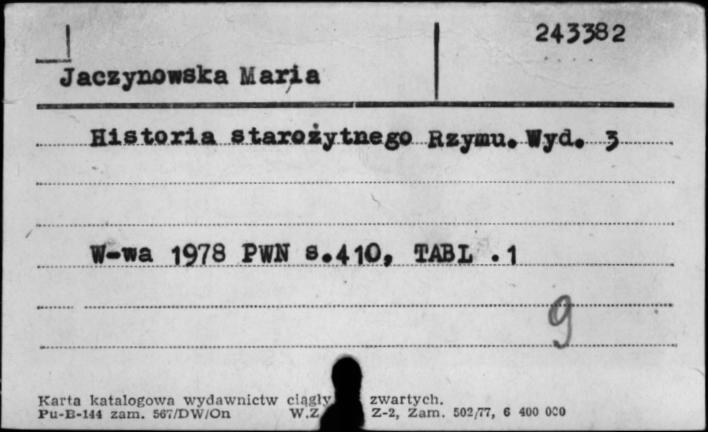 243382
Jaczynowska Maria
Historia starożytnego Rzymu. Wyd. 3
W-wa 1978 PWN s.410, TABL .1
9
Karta katalogowa wydawnictw ciągły zwartych.
Pu-B-144 zam. 567/DW/On W.Z Z-2, Zam. 502/77, 6 400 000